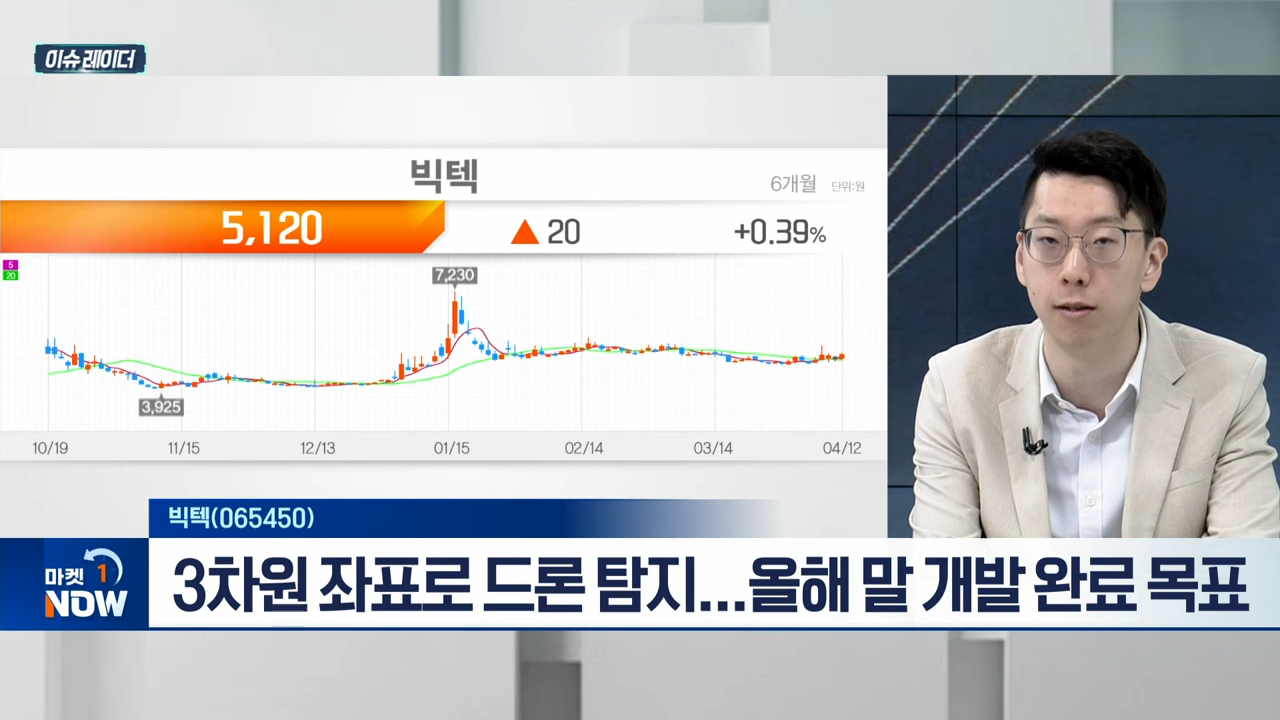 이슈 레이더
빅텍
6개월 단위:원
5,120 ▲ 20 +0.39%
5
20
7,230
3,925
10/19 11/15 12/13 01/15 02/14 03/14 04/12
빅텍(065450)
마켓 1
NOW
3차원 좌표로 드론 탐지...올해 말 개발 완료 목표